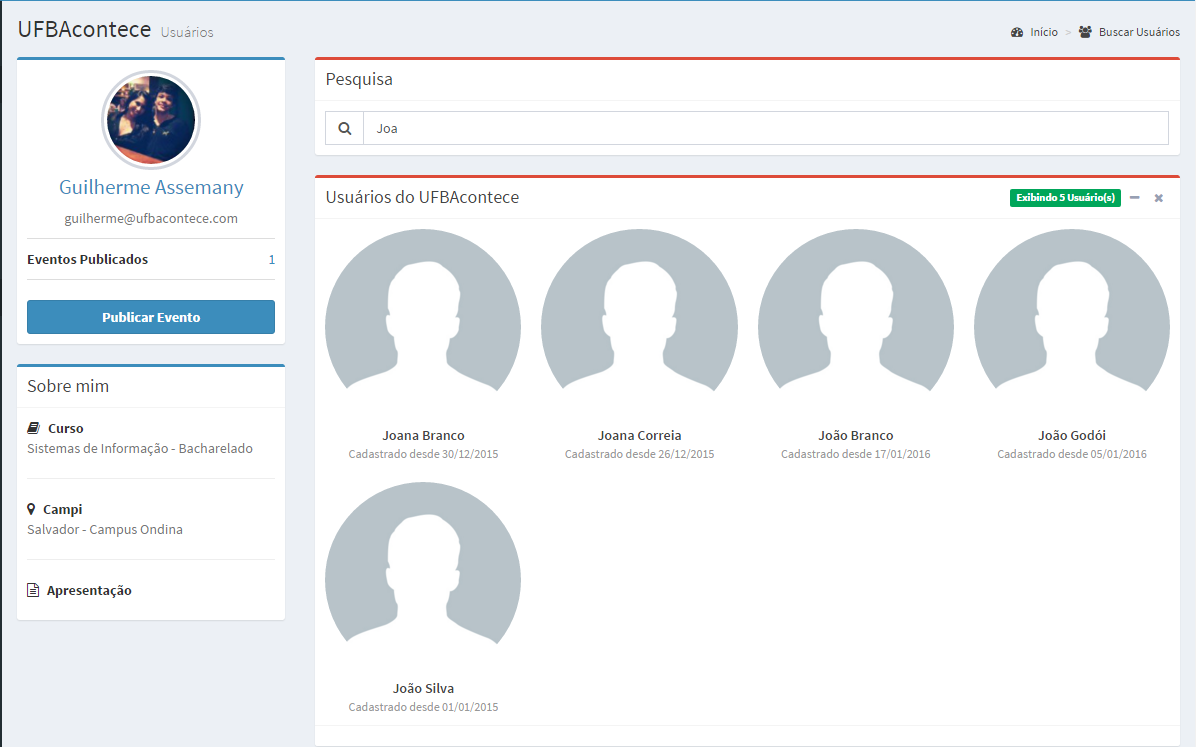 UFBAcontece Usuários
Início > Buscar Usuários
Guilherme Assemany
guilherme@ufbacontece.com
Eventos Publicados 1
Publicar Evento
Sobre mim
Curso
Sistemas de Informação - Bacharelado
Campi
Salvador - Campus Ondina
Apresentação
Pesquisa
Joa
Usuários do UFBAcontece
Exibindo 5 Usuário(s)
Joana Branco
Cadastrado desde 30/12/2015
Joana Correia
Cadastrado desde 26/12/2015
João Branco
Cadastrado desde 17/01/2016
João Godói
Cadastrado desde 05/01/2016
João Silva
Cadastrado desde 01/01/2015